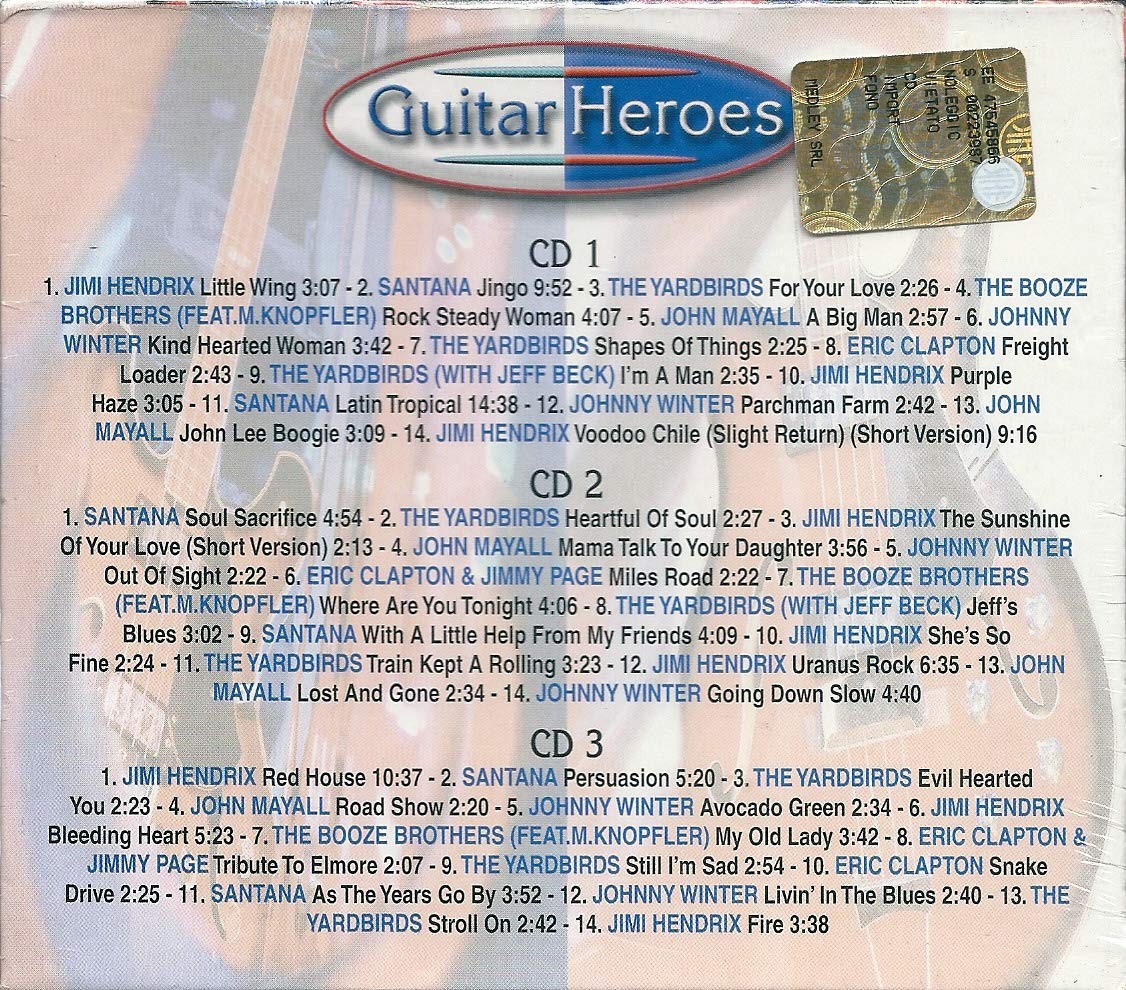 Guitar Heroes
EE 47545806
S 00223987
NOLEGGIO
VIETATO
CD
IMPORT
FONO
MEDLEY SRL
CD 1
1. JIMI HENDRIX Little Wing 3:07 - 2. SANTANA Jingo 9:52 - 3. THE YARDBIRDS For Your Love 2:26 - 4. THE BOOZE
BROTHERS (FEAT.M.KNOPFLER) Rock Steady Woman 4:07 - 5. JOHN MAYALL A Big Man 2:57 - 6. JOHNNY
WINTER Kind Hearted Woman 3:42 - 7. THE YARDBIRDS Shapes Of Things 2:25 - 8. ERIC CLAPTON Freight
Loader 2:43 - 9. THE YARDBIRDS (WITH JEFF BECK) I'm A Man 2:35 - 10. JIMI HENDRIX Purple
Haze 3:05 - 11. SANTANA Latin Tropical 14:38 - 12. JOHNNY WINTER Parchman Farm 2:42 - 13. JOHN
MAYALL John Lee Boogie 3:09 - 14. JIMI HENDRIX Voodoo Chile (Slight Return) (Short Version) 9:16
CD 2
1. SANTANA Soul Sacrifice 4:54 - 2. THE YARDBIRDS Heartful Of Soul 2:27 - 3. JIMI HENDRIX The Sunshine
Of Your Love (Short Version) 2:13 - 4. JOHN MAYALL Mama Talk To Your Daughter 3:56 - 5. JOHNNY WINTER
Out Of Sight 2:22 - 6. ERIC CLAPTON & JIMMY PAGE Miles Road 2:22 - 7. THE BOOZE BROTHERS
(FEAT.M.KNOPFLER) Where Are You Tonight 4:06 - 8. THE YARDBIRDS (WITH JEFF BECK) Jeff's
Blues 3:02 - 9. SANTANA With A Little Help From My Friends 4:09 - 10. JIMI HENDRIX She's So
Fine 2:24 - 11. THE YARDBIRDS Train Kept A Rolling 3:23 - 12. JIMI HENDRIX Uranus Rock 6:35 - 13. JOHN
MAYALL Lost And Gone 2:34 - 14. JOHNNY WINTER Going Down Slow 4:40
CD 3
1. JIMI HENDRIX Red House 10:37 - 2. SANTANA Persuasion 5:20 - 3. THE YARDBIRDS Evil Hearted
You 2:23 - 4. JOHN MAYALL Road Show 2:20 - 5. JOHNNY WINTER Avocado Green 2:34 - 6. JIMI HENDRIX
Bleeding Heart 5:23 - 7. THE BOOZE BROTHERS (FEAT.M.KNOPFLER) My Old Lady 3:42 - 8. ERIC CLAPTON &
JIMMY PAGE Tribute To Elmore 2:07 - 9. THE YARDBIRDS Still I'm Sad 2:54 - 10. ERIC CLAPTON Snake
Drive 2:25 - 11. SANTANA As The Years Go By 3:52 - 12. JOHNNY WINTER Livin' In The Blues 2:40 - 13. THE
YARDBIRDS Stroll On 2:42 - 14. JIMI HENDRIX Fire 3:38